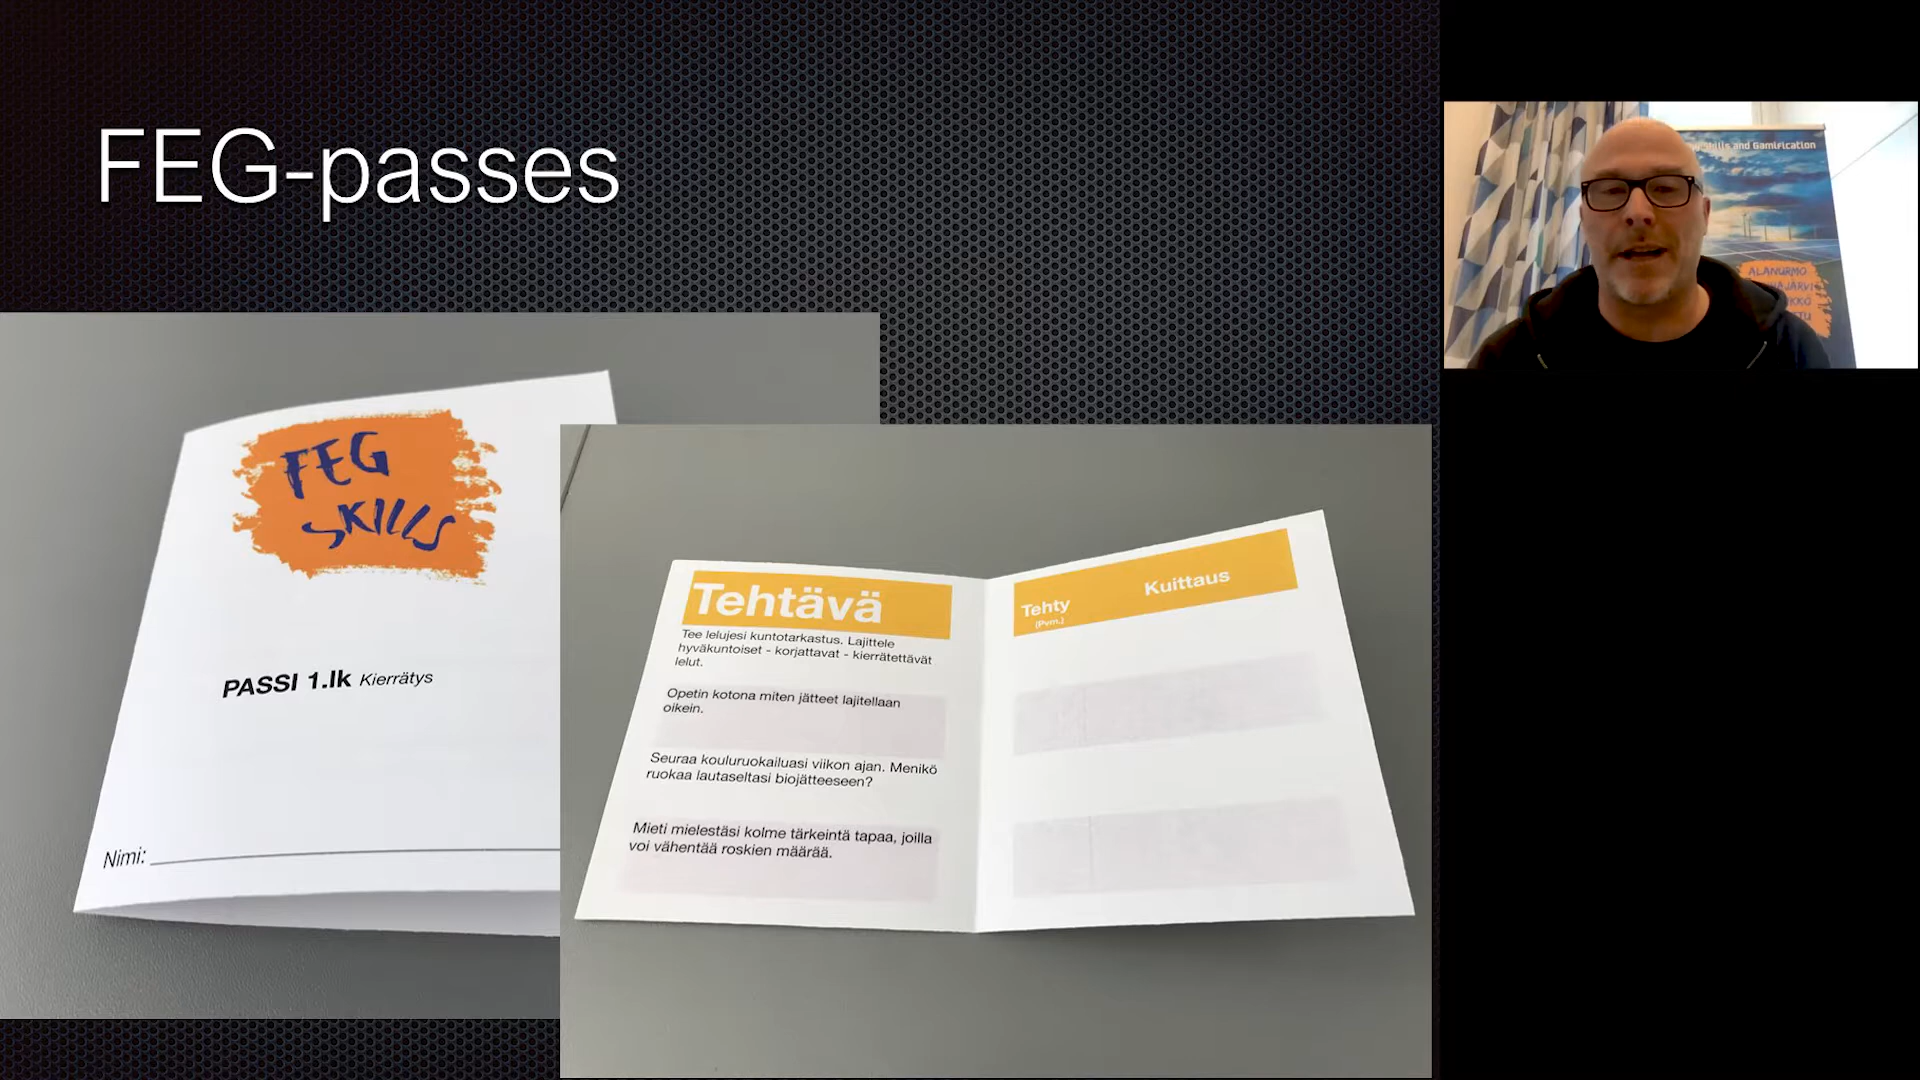 FEG-passes
Skills and Gamification
ALANURMO
FEG
SKILLS
PASSI 1.lk Kierrätys
Nimi:
Tehtävä
Tee lelujesi kuntotarkastus. Lajittele
hyväkuntoiset - korjattavat - kierrätettävät
lelut.
Opetin kotona miten jätteet lajitellaan
oikein.
Seuraa kouluruokailuasi viikon ajan. Menikö
ruokaa lautaseltasi biojätteeseen?
Mieti mielestäsi kolme tärkeintä tapaa, joilla
voi vähentää roskien määrää.
Tehty
(Pvm.)
Kuittaus